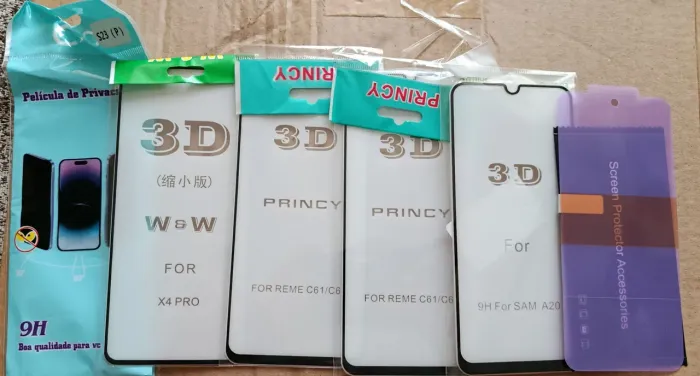 S23 (P)
Película de Privac
9H
Boa qualidade para vc
3D
(缩小版)
W&W
FOR
X4 PRO
PRINCY
3D
PRINCY
FOR REME C61/C6
PRINCY
3D
PRINCY
FOR REME C61/C6
3D
For
9H For SAM A20
Screen Protector Accessories